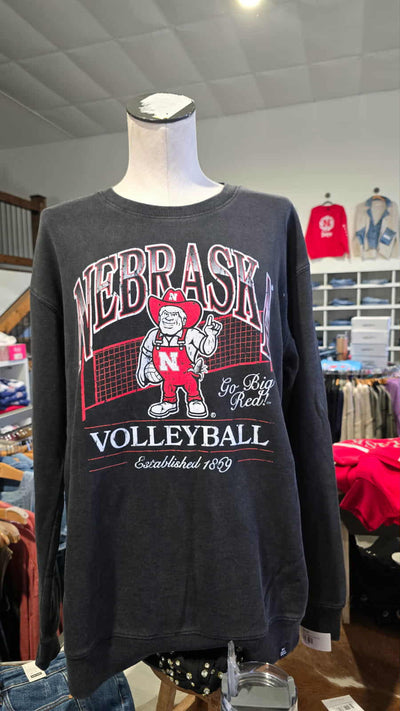 NEBRASKA
N
N
Go Big
Red!
®
VOLLEYBALL
Established 1869